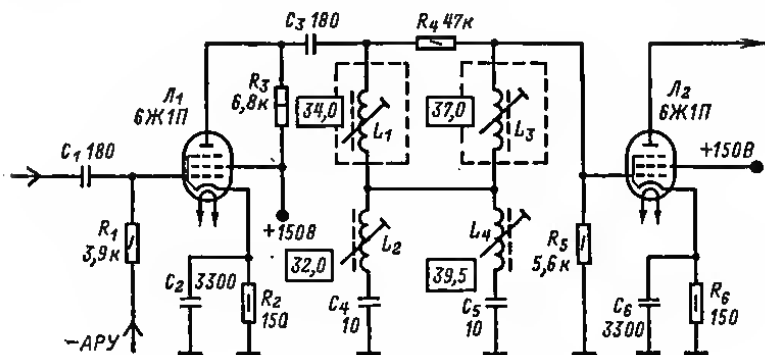 C₃ 180
R₄ 47к
Л₁
6Ж1П
R₃
6,8к
34,0
L₁
37,0
L₃
Л₂
6Ж1П
C₁ 180
+150В
R₁
3,9к
+150В
L₂
32,0
L₄
39,5
R₅
5,6к
C₂ 3300
R₂
150
C₄
10
C₅
10
C₆
3300
R₆
150
−АРУ